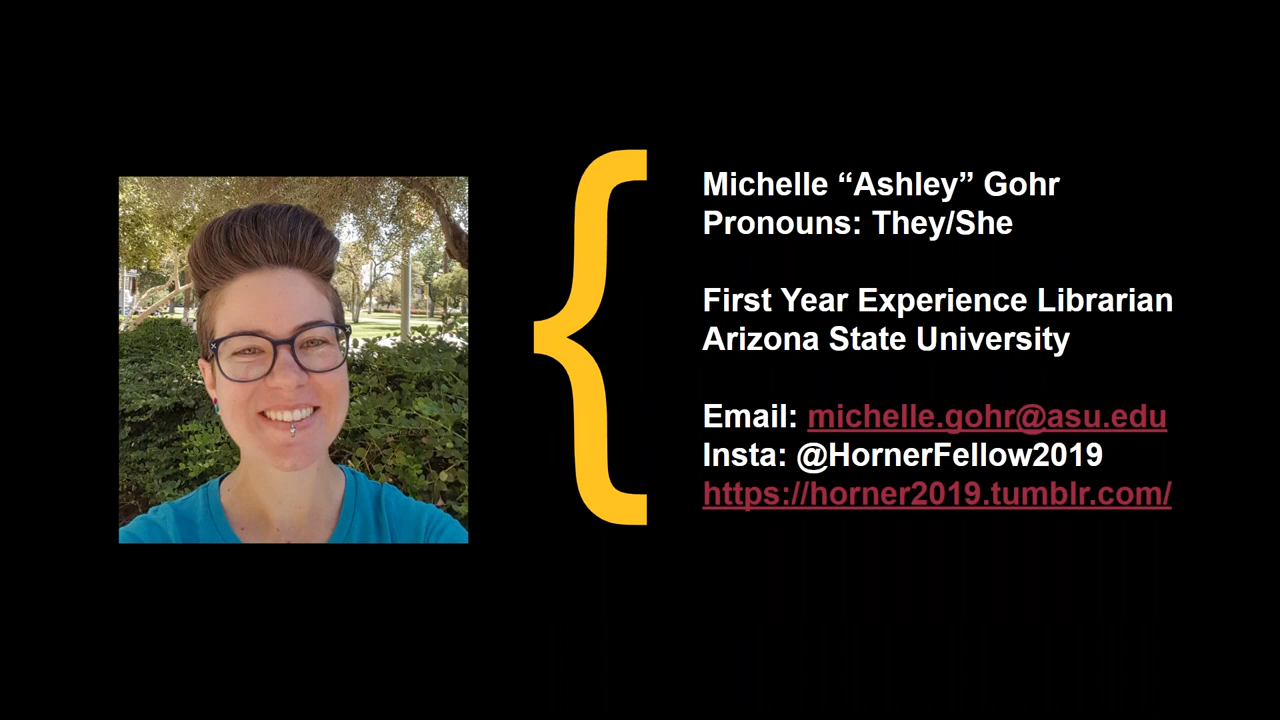 Michelle “Ashley” Gohr
Pronouns: They/She
First Year Experience Librarian
Arizona State University
Email: michelle.gohr@asu.edu
Insta: @HornerFellow2019
https://horner2019.tumblr.com/